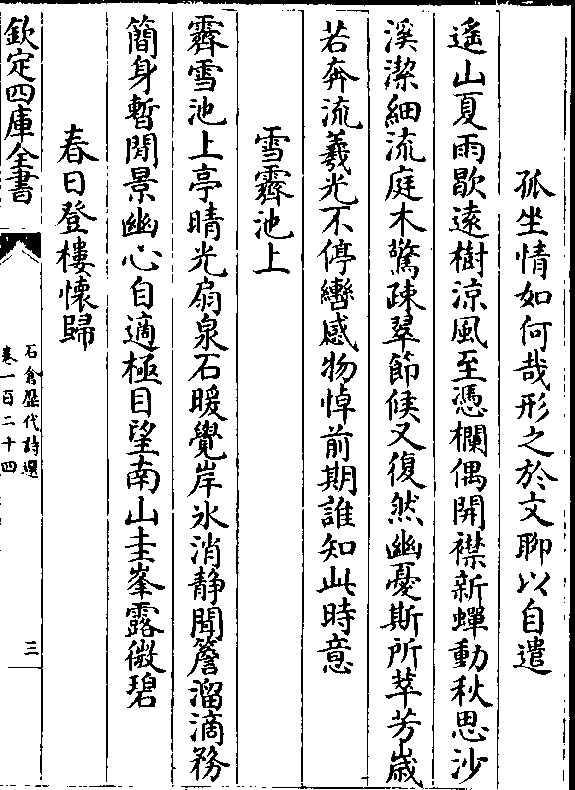 孤坐情如何哉形之於文聊以自遣
遙山夏雨歇遠樹涼風至憑欄偶開襟新蟬動秋思沙
溪潔細流庭木驚疎翠節候又復然幽憂斯所萃芳歲
若奔流羲光不停轡感物悼前期誰知此時意
雪霽池上
霽雪池上亭晴光扇泉石暖覺岸氷消静聞簷溜滴務
簡身暫閒景幽心自適極目望南山圭峯露微碧
春日登樓懷歸
欽定四庫全書
石倉歷代詩選
卷一百二十四
三